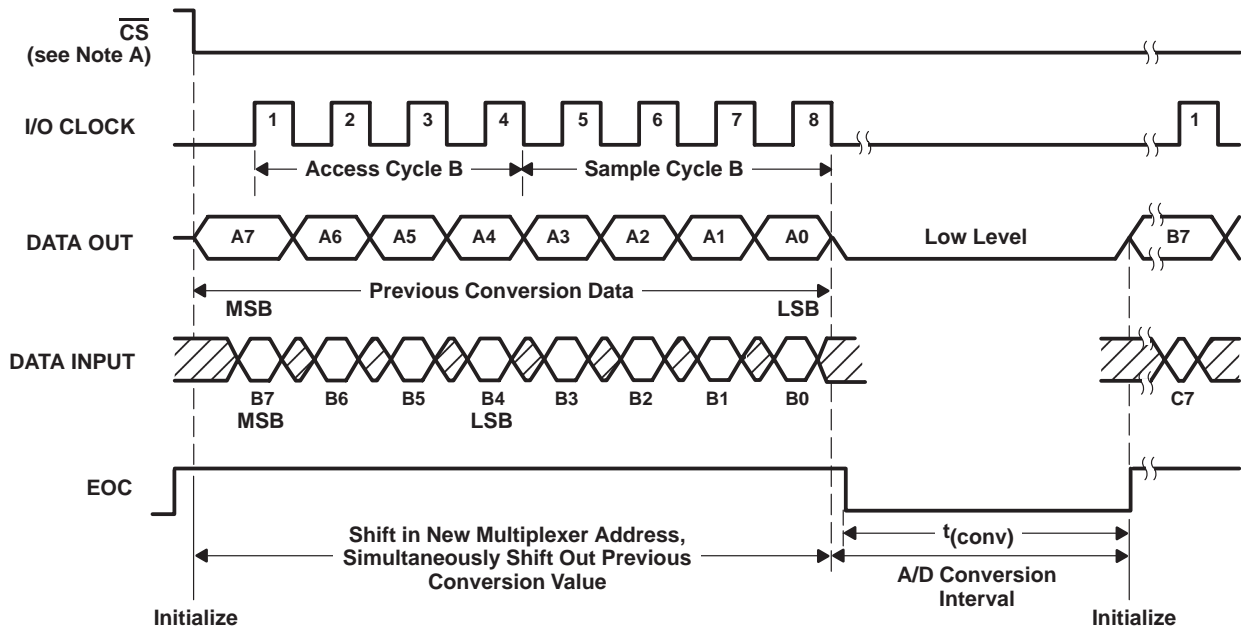 CS
(see Note A)
I/O CLOCK
1 2 3 4 5 6 7 8 1
Access Cycle B
Sample Cycle B
DATA OUT
A7 A6 A5 A4 A3 A2 A1 A0
Low Level
B7
Previous Conversion Data
MSB
LSB
DATA INPUT
B7 B6 B5 B4 B3 B2 B1 B0 C7
MSB
LSB
EOC
Shift in New Multiplexer Address,
Simultaneously Shift Out Previous
Conversion Value
t(conv)
A/D Conversion
Interval
Initialize
Initialize